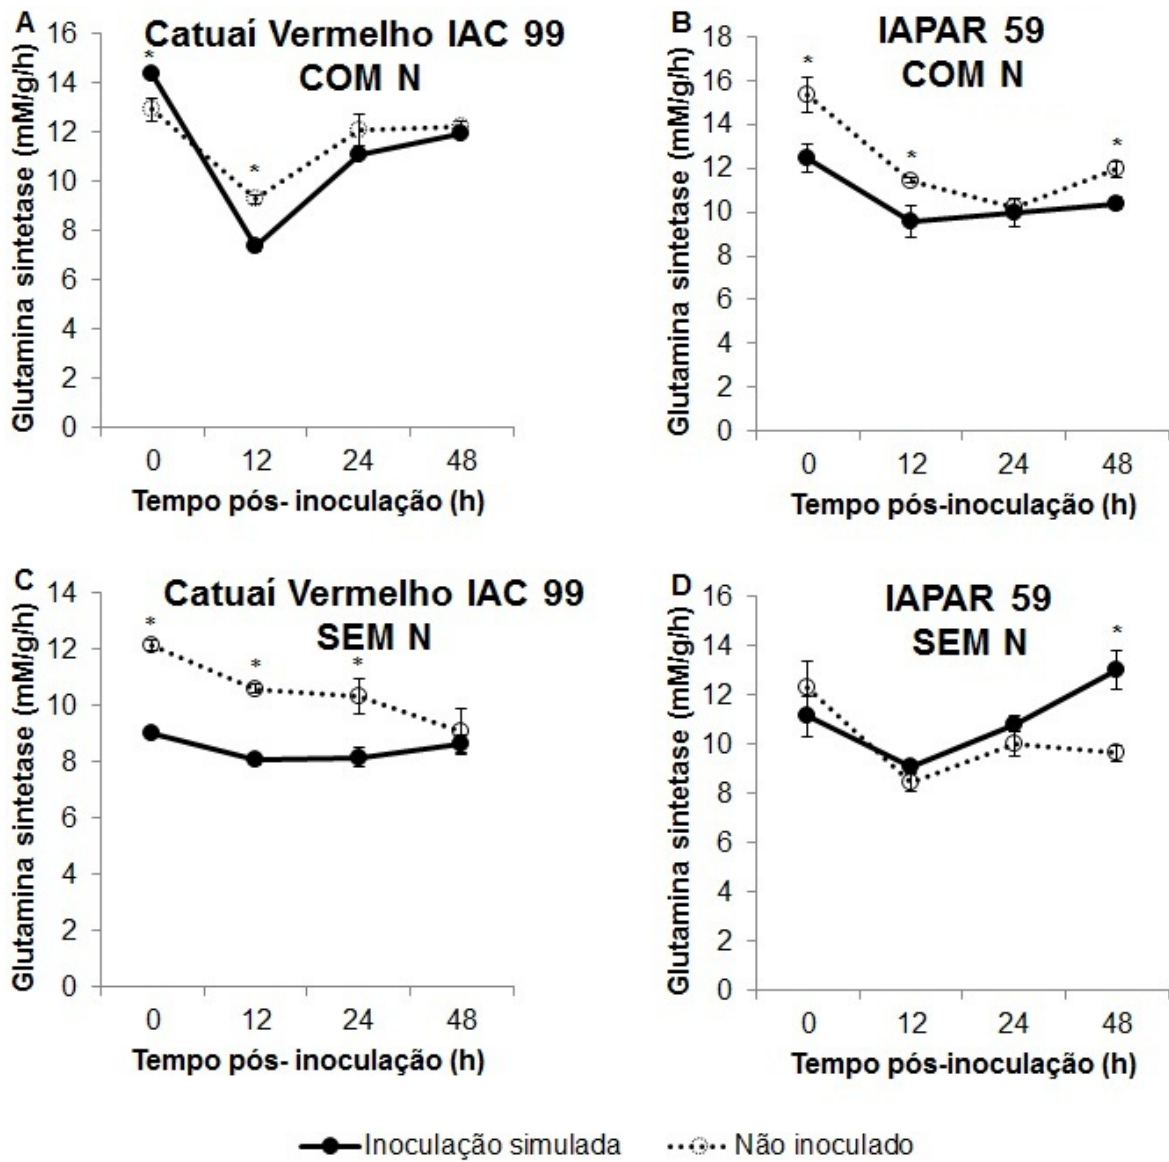 A
Catuaí Vermelho IAC 99
COM N
Glutamina sintetase (mM/g/h)
16
14
12
10
8
6
4
2
0
*
*
0 12 24 48
Tempo pós- inoculação (h)
B
IAPAR 59
COM N
Glutamina sintetase (mM/g/h)
18
16
14
12
10
8
6
4
2
0
*
*
*
0 12 24 48
Tempo pós-inoculação (h)
C
Catuaí Vermelho IAC 99
SEM N
Glutamina sintetase (mM/g/h)
14
12
10
8
6
4
2
0
*
*
*
0 12 24 48
Tempo pós- inoculação (h)
D
IAPAR 59
SEM N
Glutamina sintetase (mM/g/h)
16
14
12
10
8
6
4
2
0
*
0 12 24 48
Tempo pós-inoculação (h)
Inoculação simulada Não inoculado